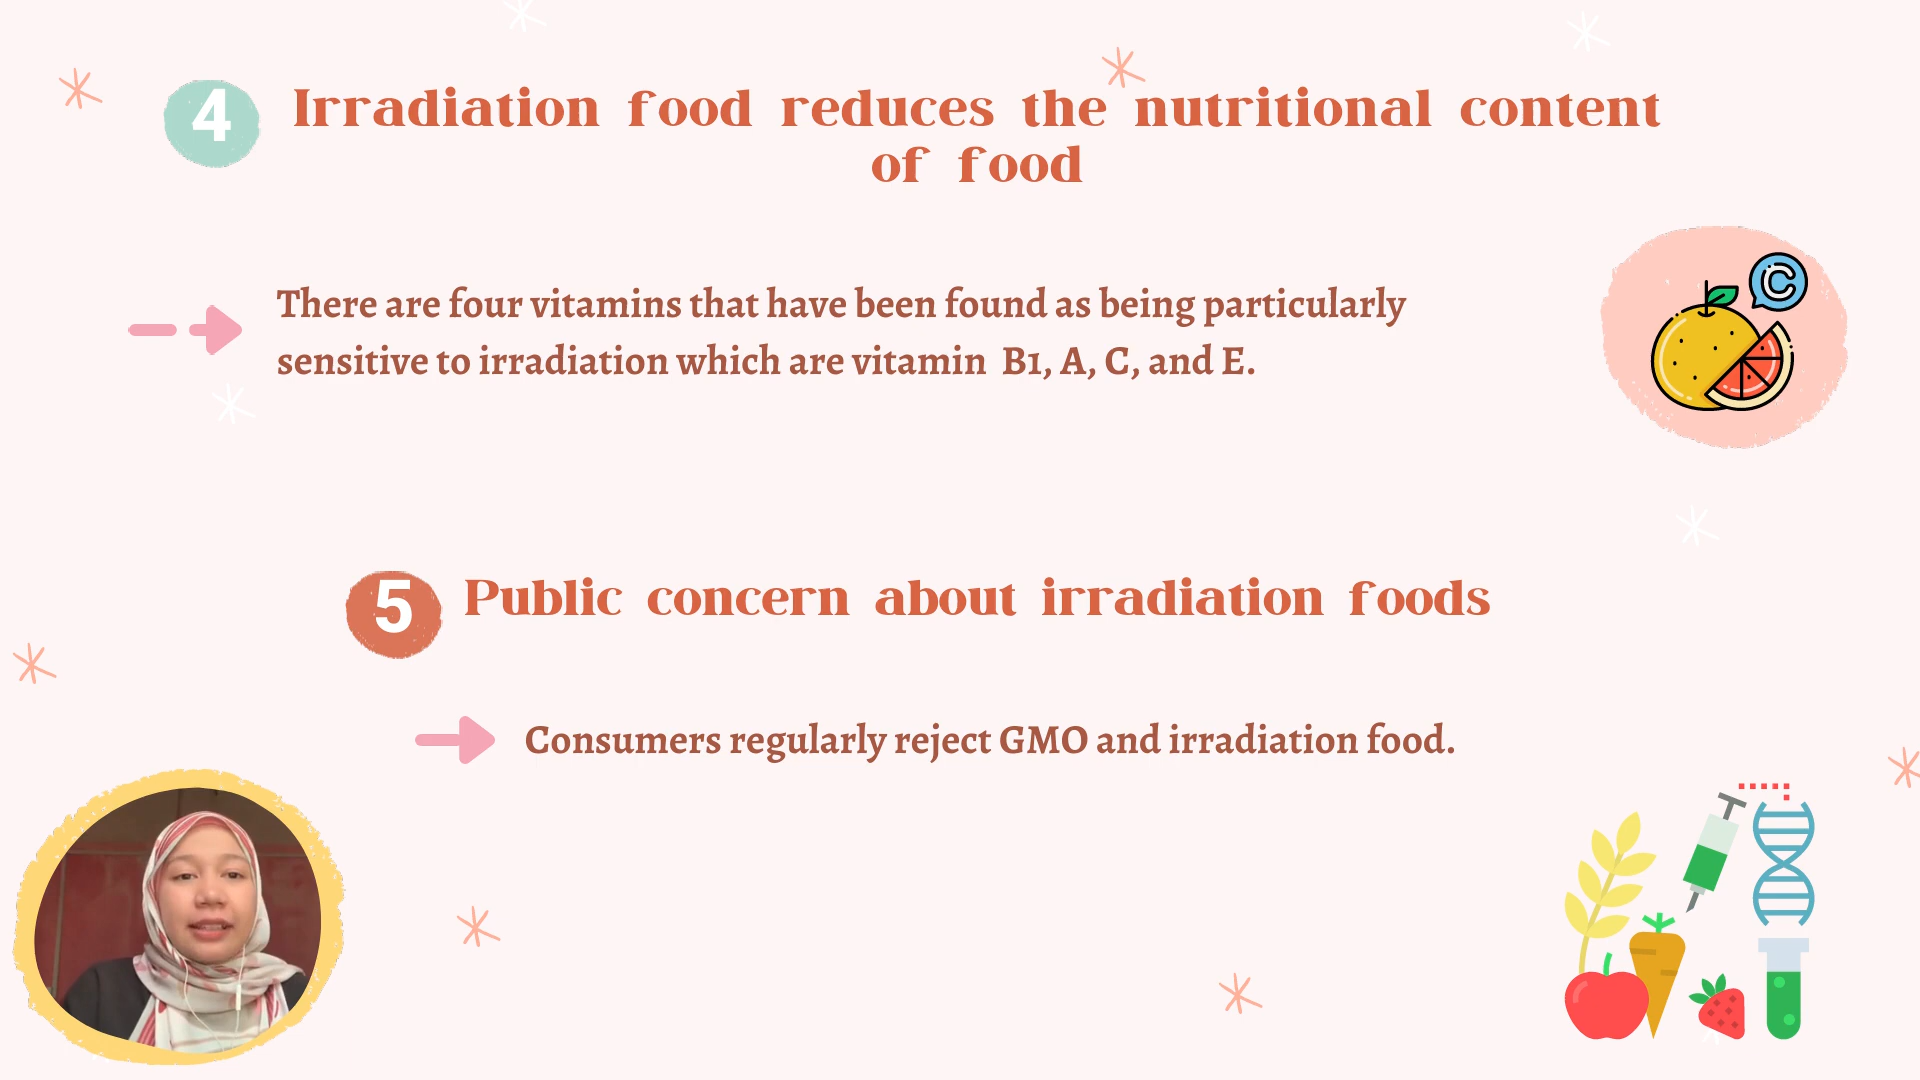 4
Irradiation food reduces the nutritional content
of food
C
There are four vitamins that have been found as being particularly
sensitive to irradiation which are vitamin B1, A, C, and E.
5
Public concern about irradiation foods
Consumers regularly reject GMO and irradiation food.